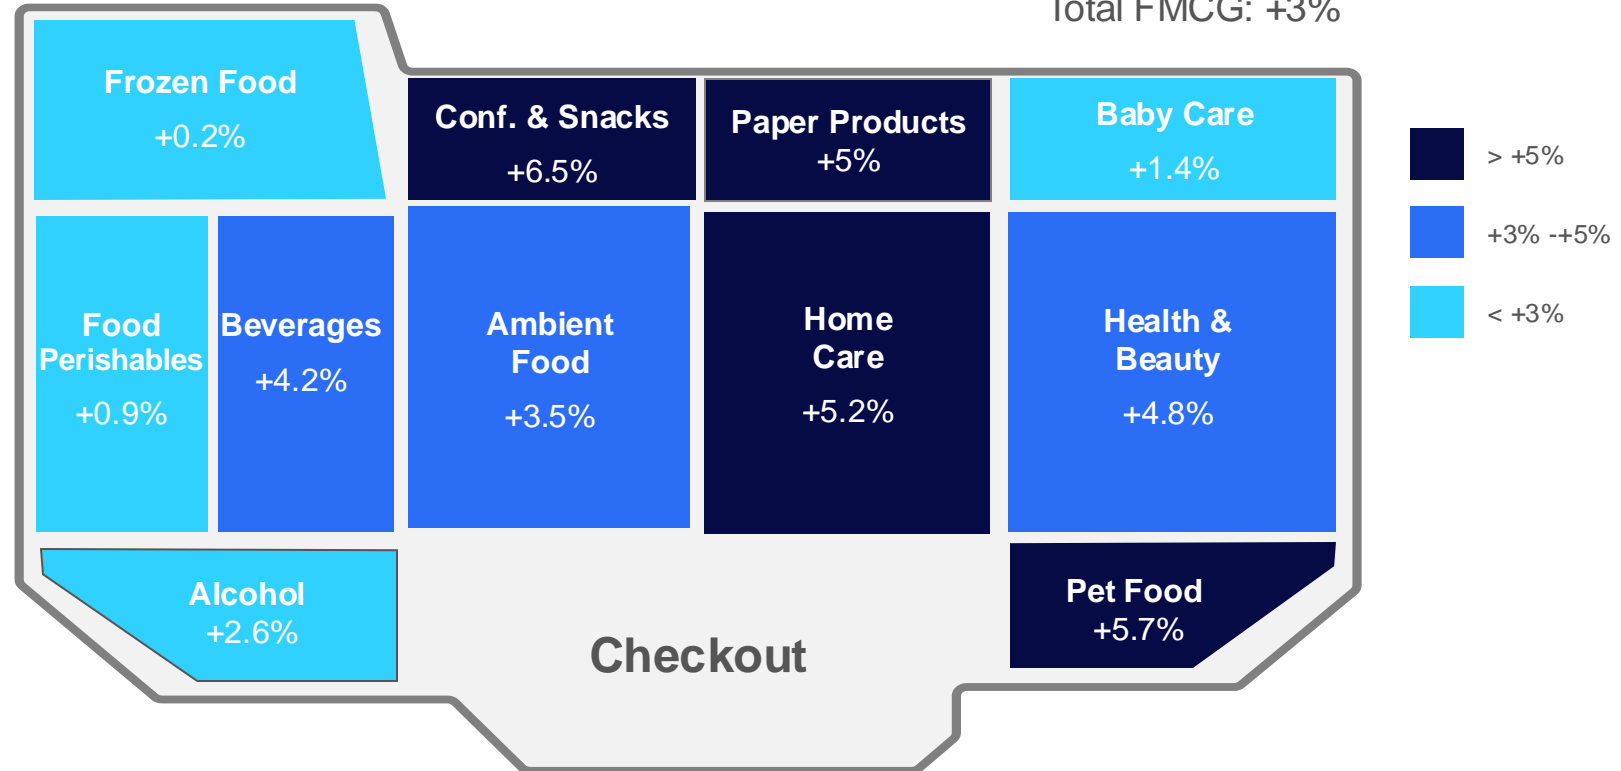 Total FMCG: +3%
Frozen Food
+0.2%
Conf. & Snacks
+6.5%
Paper Products
+5%
Baby Care
+1.4%
> +5%
+3% -+5%
< +3%
Food
Perishables
+0.9%
Beverages
+4.2%
Ambient
Food
+3.5%
Home
Care
+5.2%
Health &
Beauty
+4.8%
Alcohol
+2.6%
Checkout
Pet Food
+5.7%